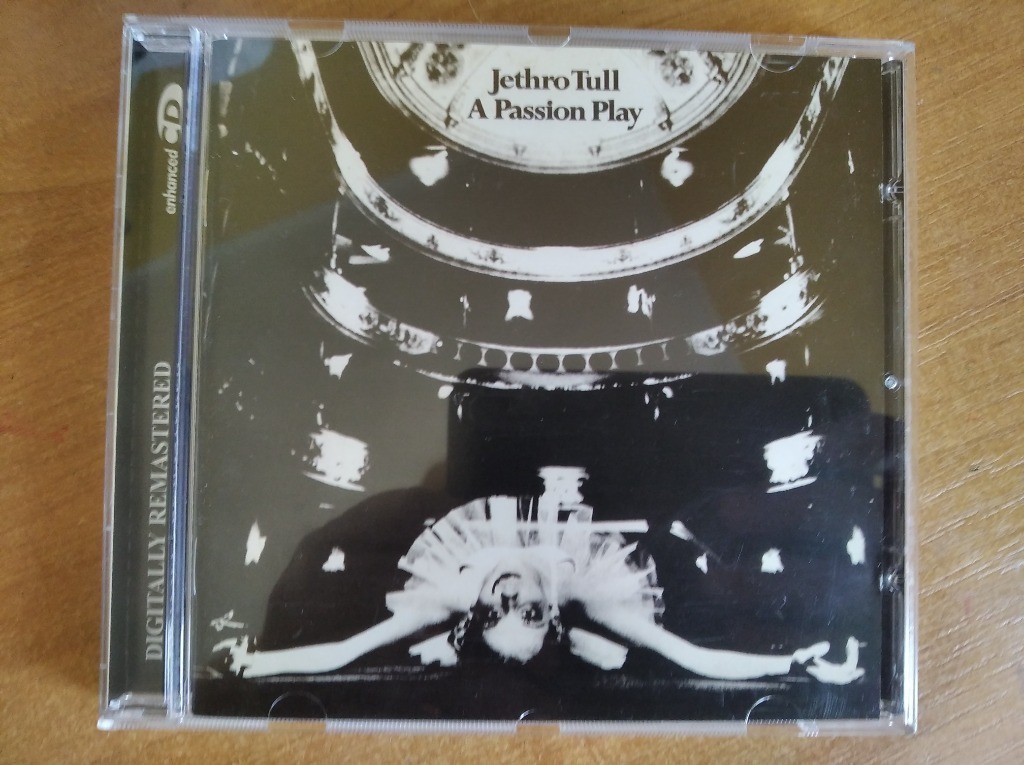 Jethro Tull
A Passion Play
enhanced CD
DIGITALLY REMASTERED